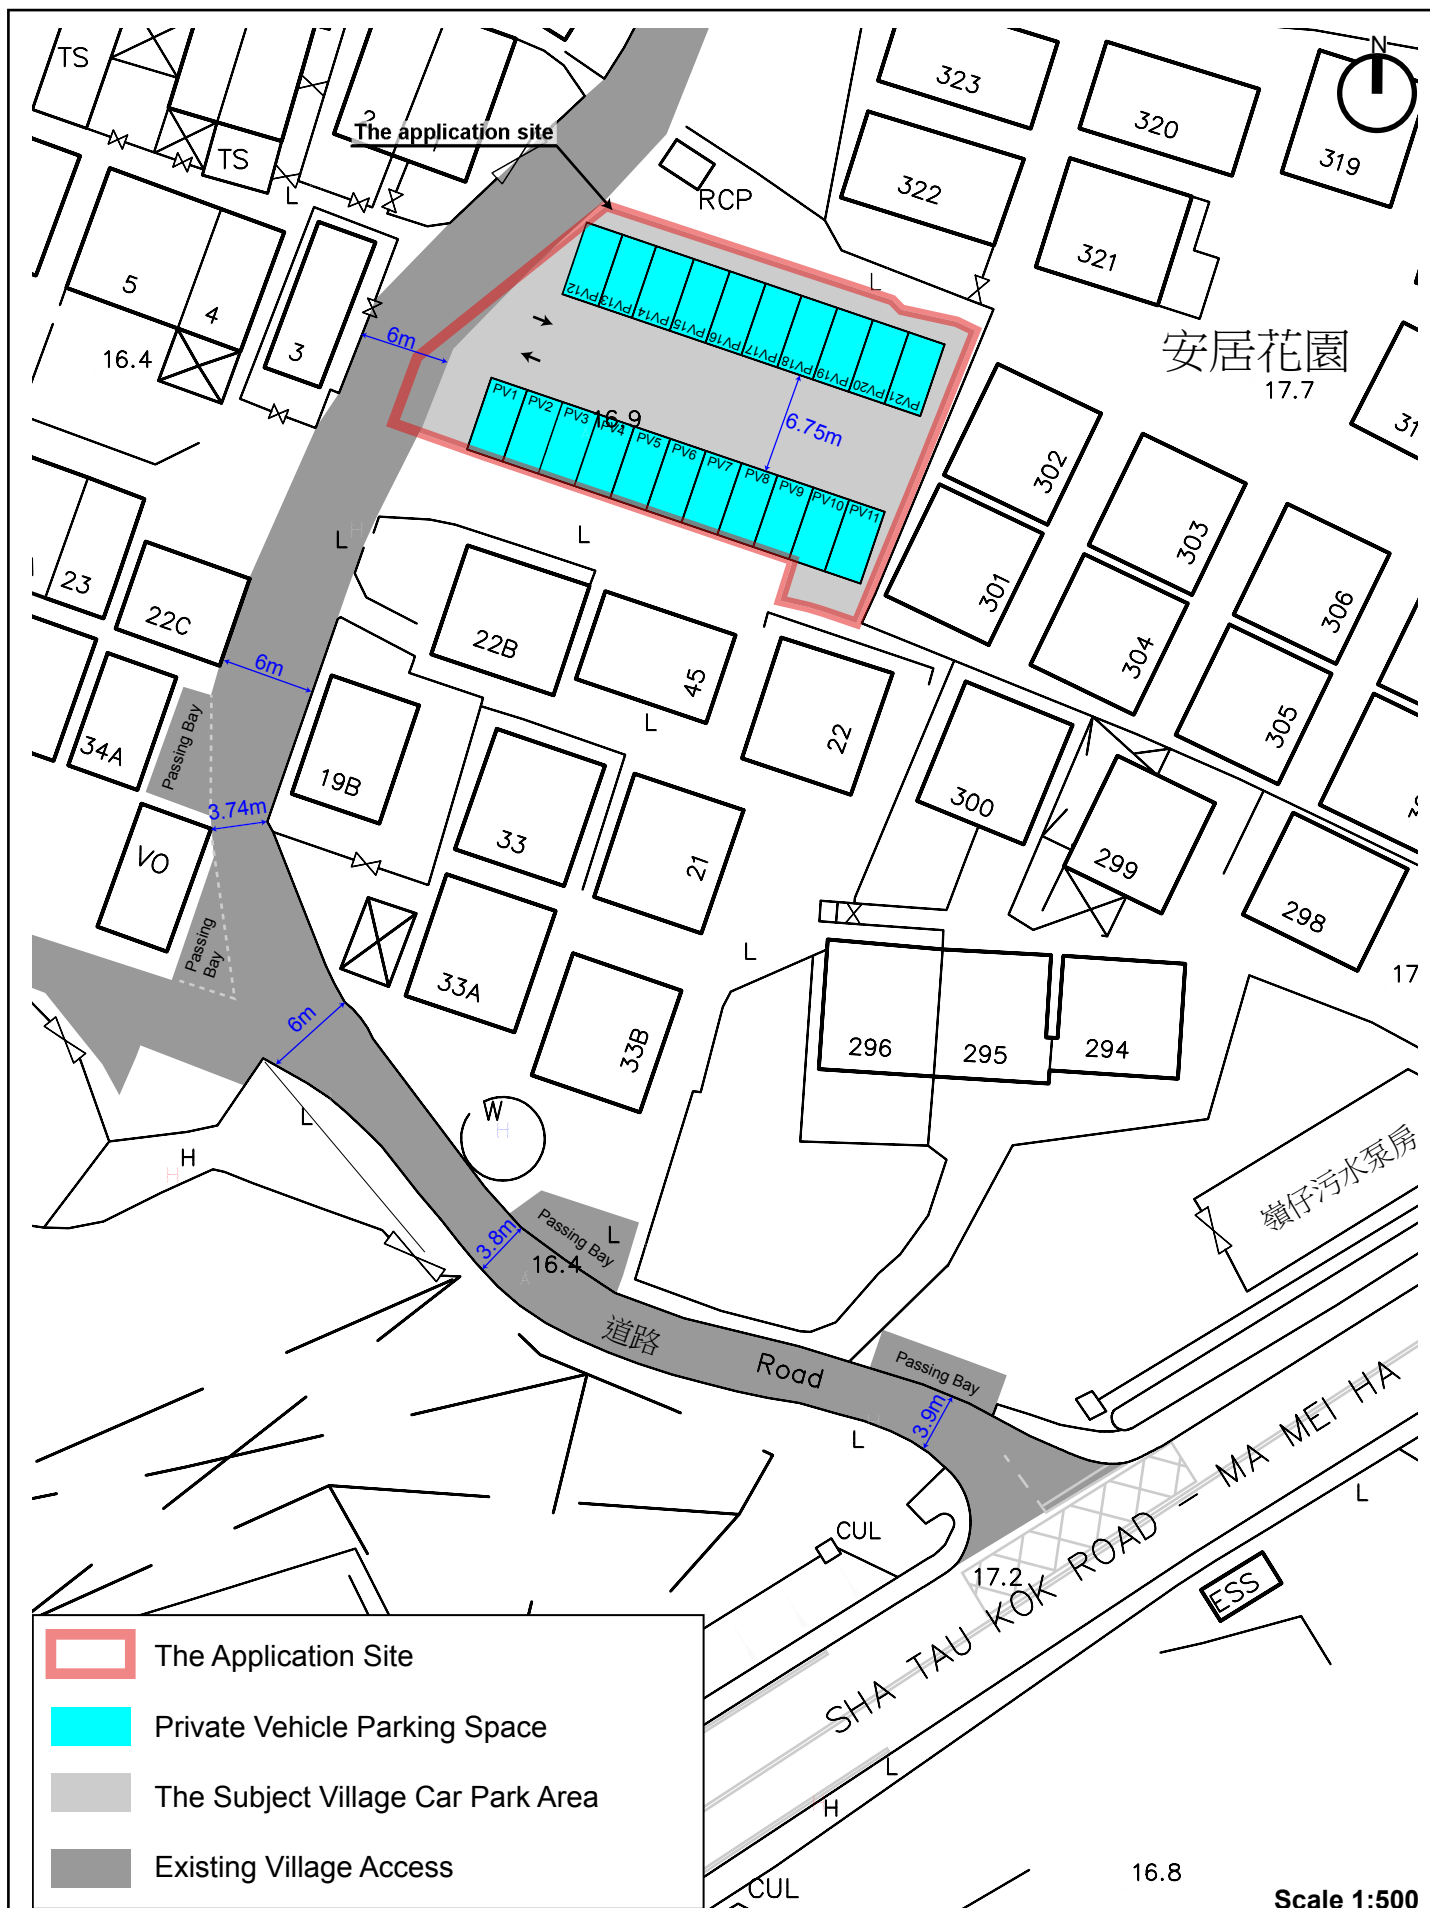 N
TS
2
The application site
TS
L
RCP
323
322
320
319
321
5
4
3
16.4
6m
L
安居花園
17.7
PV12
PV13
PV14
PV15
PV16
PV17
PV18
PV19
PV20
PV21
PV1
PV2
PV3
PV4
PV5
PV6
PV7
PV8
PV9
PV10
PV11
16.9
6.75m
302
303
301
306
304
305
L
H
L
23
22C
22B
45
22
L
6m
34A
Passing Bay
19B
3.74m
VO
33
21
300
299
298
Passing
Bay
33A
33B
L
296
295
294
17
6m
L
W
H
H
H
嶺仔污水泵房
3.8m
Passing Bay
L
16.4
A
道路
Road
Passing Bay
3.9m
L
L
CUL
17.2
ESS
SHA TAU KOK ROAD - MA MEI HA
L
H
CUL
16.8
The Application Site
Private Vehicle Parking Space
The Subject Village Car Park Area
Existing Village Access
Scale 1:500